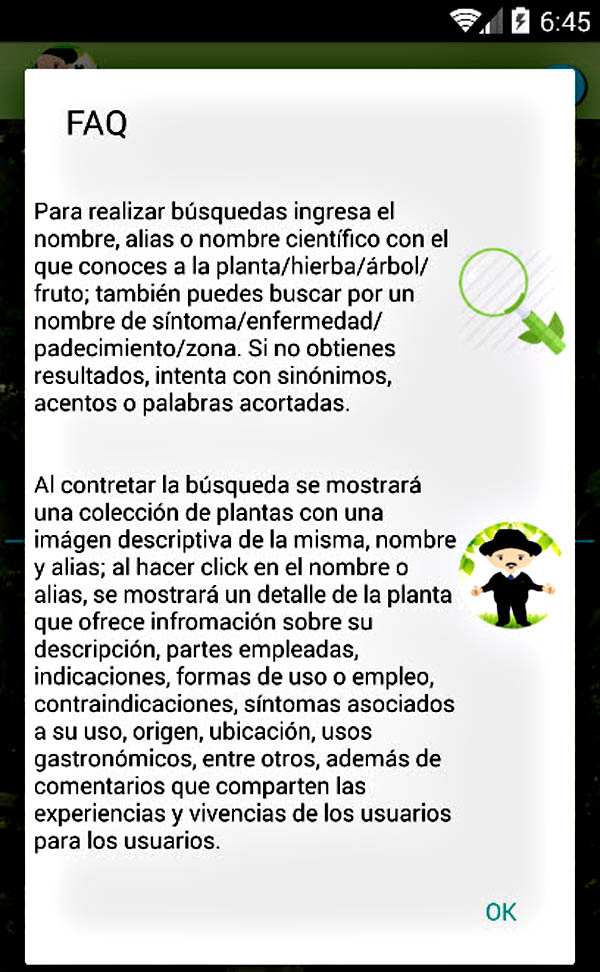 6:45
FAQ
Para realizar búsquedas ingresa el
nombre, alias o nombre científico con el
que conoces a la planta/hierba/árbol/
fruto; también puedes buscar por un
nombre de síntoma/enfermedad/
padecimiento/zona. Si no obtienes
resultados, intenta con sinónimos,
acentos o palabras acortadas.
Al contretar la búsqueda se mostrará
una colección de plantas con una
imágen descriptiva de la misma, nombre
y alias; al hacer click en el nombre o
alias, se mostrará un detalle de la planta
que ofrece infromación sobre su
descripción, partes empleadas,
indicaciones, formas de uso o empleo,
contraindicaciones, síntomas asociados
a su uso, origen, ubicación, usos
gastronómicos, entre otros, además de
comentarios que comparten las
experiencias y vivencias de los usuarios
para los usuarios.
OK